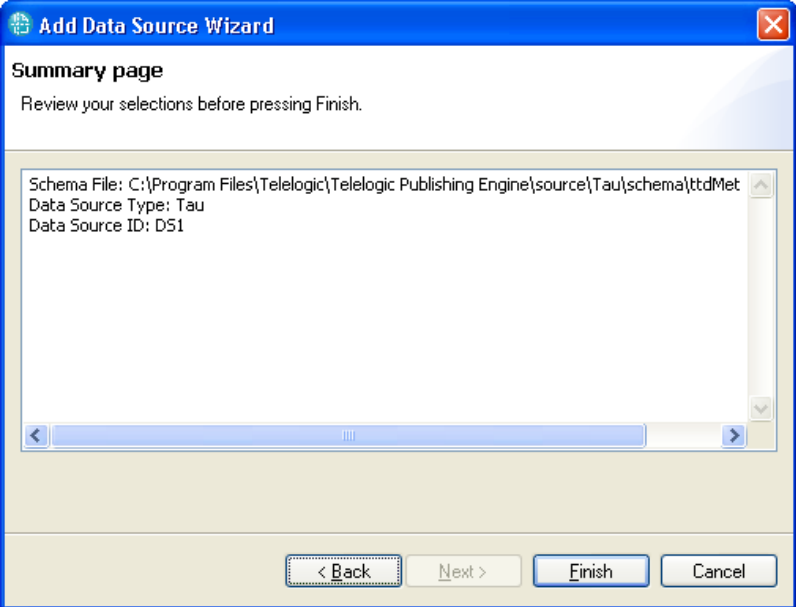 Add Data Source Wizard
Summary page
Review your selections before pressing Finish.
Schema File: C:\Program Files\Telelogic\Telelogic Publishing Engine\source\Tau\schema\ttdMet
Data Source Type: Tau
Data Source ID: DS1
< Back Next > Finish Cancel